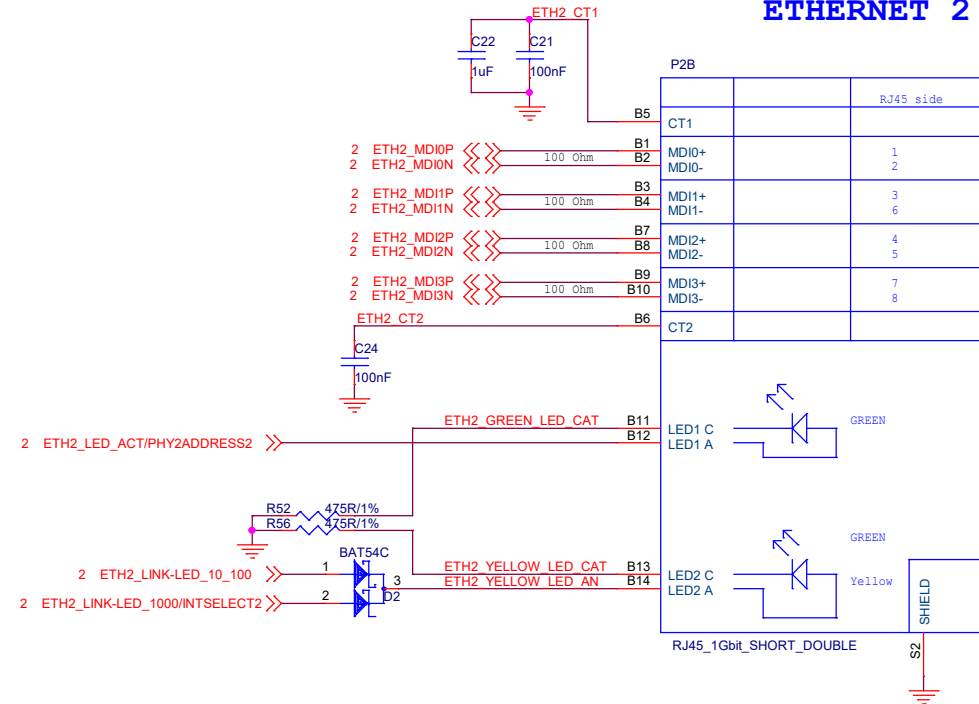 ETHERNET 2
ETH2_CT1
C22
C21
1uF
100nF
P2B
RJ45 side
B5
CT1
2 ETH2_MDI0P
B1
MDI0+
1
2 ETH2_MDI0N
100 Ohm
B2
MDI0-
2
2 ETH2_MDI1P
B3
MDI1+
3
2 ETH2_MDI1N
100 Ohm
B4
MDI1-
6
2 ETH2_MDI2P
B7
MDI2+
4
2 ETH2_MDI2N
100 Ohm
B8
MDI2-
5
2 ETH2_MDI3P
B9
MDI3+
7
2 ETH2_MDI3N
100 Ohm
B10
MDI3-
8
ETH2_CT2
B6
CT2
C24
100nF
ETH2_GREEN_LED_CAT
B11
LED1 C
GREEN
2 ETH2_LED_ACT/PHY2ADDRESS2
B12
LED1 A
R52
475R/1%
R56
475R/1%
BAT54C
GREEN
2 ETH2_LINK-LED_10_100
1
3
ETH2_YELLOW_LED_CAT
B13
LED2 C
Yellow
ETH2_YELLOW_LED_AN
B14
LED2 A
2 ETH2_LINK-LED_1000/INTSELECT2
2
D2
SHIELD
S2
RJ45_1Gbit_SHORT_DOUBLE